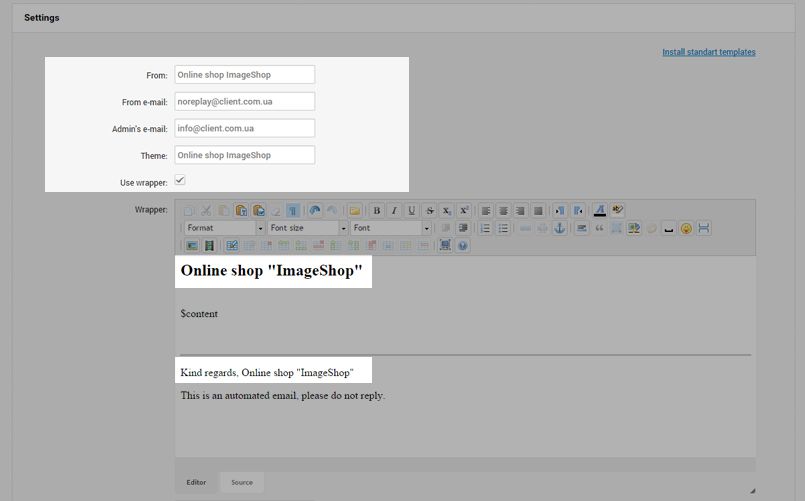 Settings
Install standart templates
From: Online shop ImageShop
From e-mail: noreplay@client.com.ua
Admin's e-mail: info@client.com.ua
Theme: Online shop ImageShop
Use wrapper:
Wrapper:
B I U S x₂ x² A
Format Font size Font
Online shop "ImageShop"
$content
Kind regards, Online shop "ImageShop"
This is an automated email, please do not reply.
Editor Source